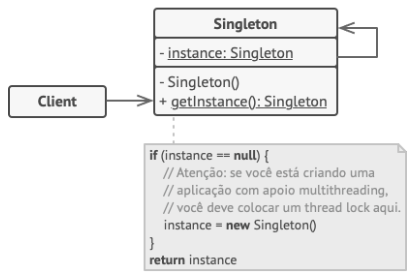 Singleton
- instance: Singleton
- Singleton()
+ getInstance(): Singleton
Client
if (instance == null) {
// Atenção: se você está criando uma
// aplicação com apoio multithreading,
// você deve colocar um thread lock aqui.
instance = new Singleton()
}
return instance